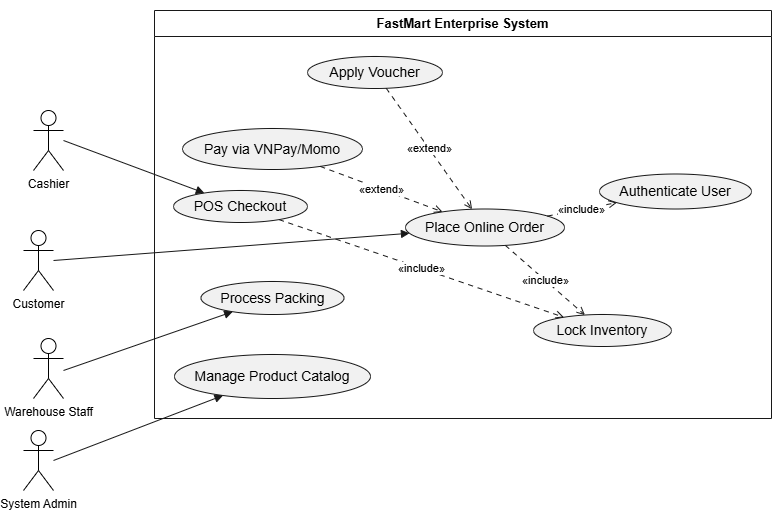 FastMart Enterprise System
Apply Voucher
Cashier
Pay via VNPay/Momo
«extend»
«extend»
Authenticate User
POS Checkout
«include»
Place Online Order
Customer
«include»
«include»
Process Packing
Lock Inventory
Warehouse Staff
Manage Product Catalog
System Admin